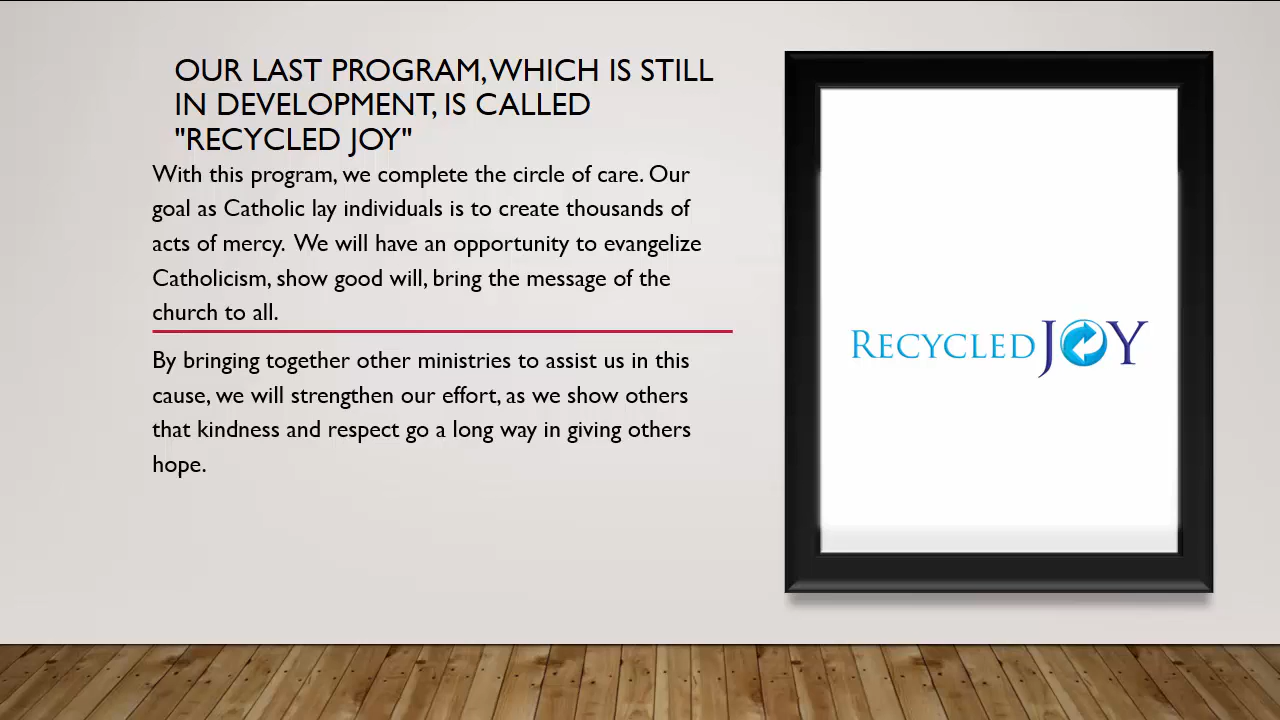 OUR LAST PROGRAM, WHICH IS STILL
IN DEVELOPMENT, IS CALLED
"RECYCLED JOY"
With this program, we complete the circle of care. Our
goal as Catholic lay individuals is to create thousands of
acts of mercy.  We will have an opportunity to evangelize
Catholicism, show good will, bring the message of the
church to all.
By bringing together other ministries to assist us in this
cause, we will strengthen our effort, as we show others
that kindness and respect go a long way in giving others
hope.
RECYCLED JOY